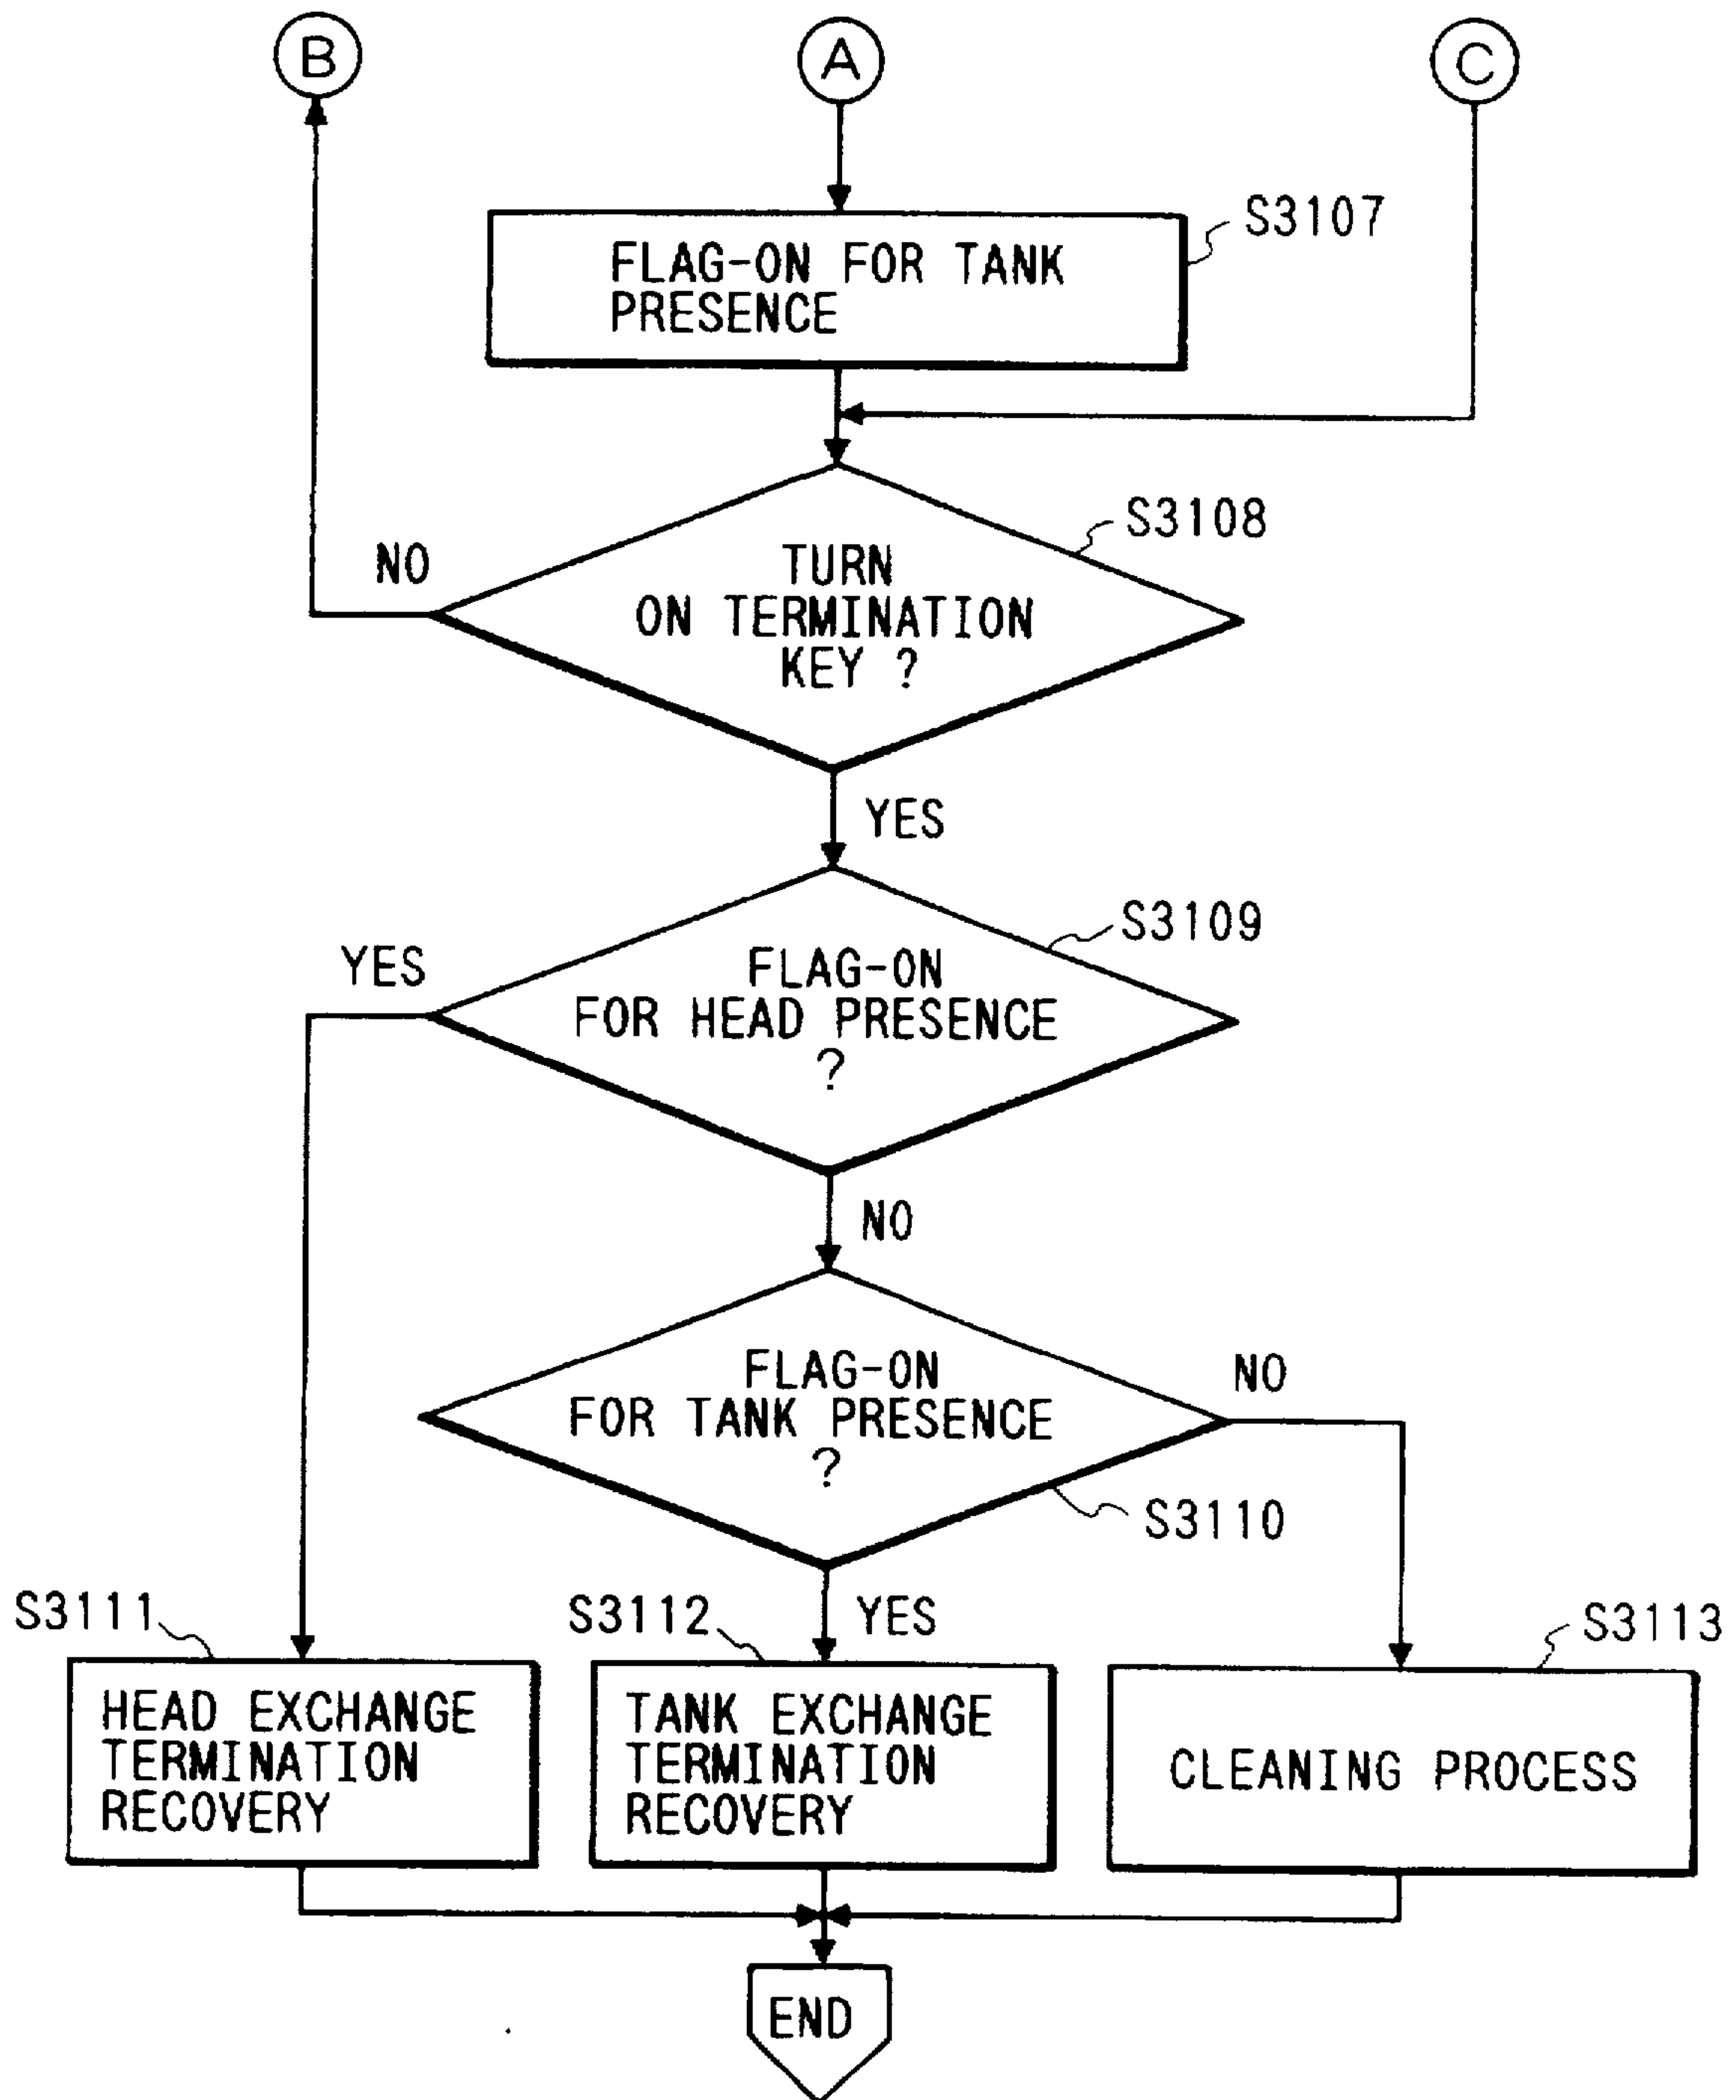 B
A
C
S3107
FLAG-ON FOR TANK
PRESENCE
S3108
NO
TURN
ON TERMINATION
KEY ?
YES
S3109
YES
FLAG-ON
FOR HEAD PRESENCE
?
NO
FLAG-ON
FOR TANK PRESENCE
?
NO
S3110
S3111
S3112
YES
S3113
HEAD EXCHANGE
TERMINATION
RECOVERY
TANK EXCHANGE
TERMINATION
RECOVERY
CLEANING PROCESS
END